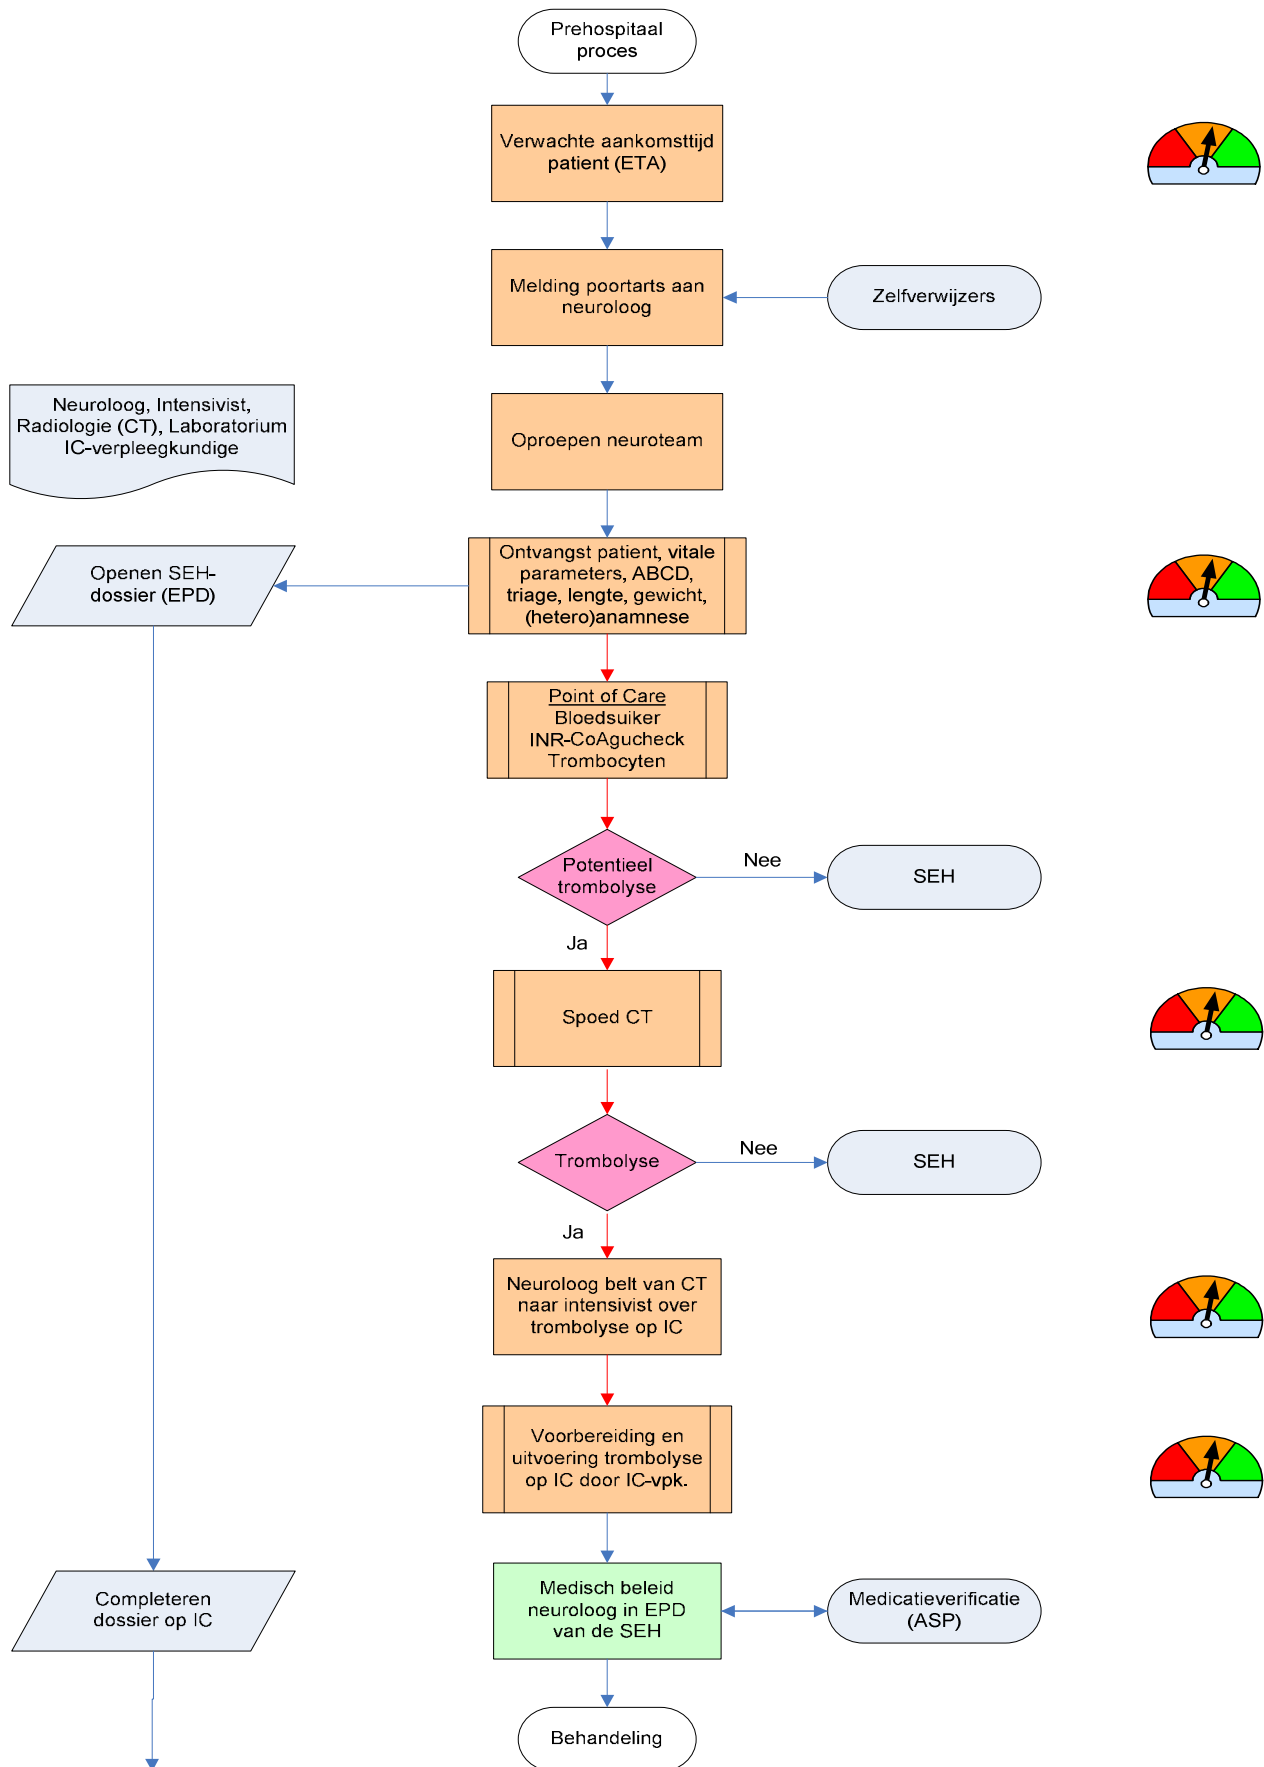 Prehospitaal
proces
Verwachte aankomsttijd
patient (ETA)
Melding poortarts aan
neuroloog
Zelfverwijzers
Neuroloog, Intensivist,
Radiologie (CT), Laboratorium
IC-verpleegkundige
Oproepen neuroteam
Openen SEH-
dossier (EPD)
Ontvangst patient, vitale
parameters, ABCD,
triage, lengte, gewicht,
(hetero)anamnese
Point of Care
Bloedsuiker
INR-CoAgucheck
Trombocyten
Potentieel
trombolyse
Nee
SEH
Ja
Spoed CT
Trombolyse
Nee
SEH
Ja
Neuroloog belt van CT
naar intensivist over
trombolyse op IC
Voorbereiding en
uitvoering trombolyse
op IC door IC-vpk.
Completeren
dossier op IC
Medisch beleid
neuroloog in EPD
van de SEH
Medicatieverificatie
(ASP)
Behandeling